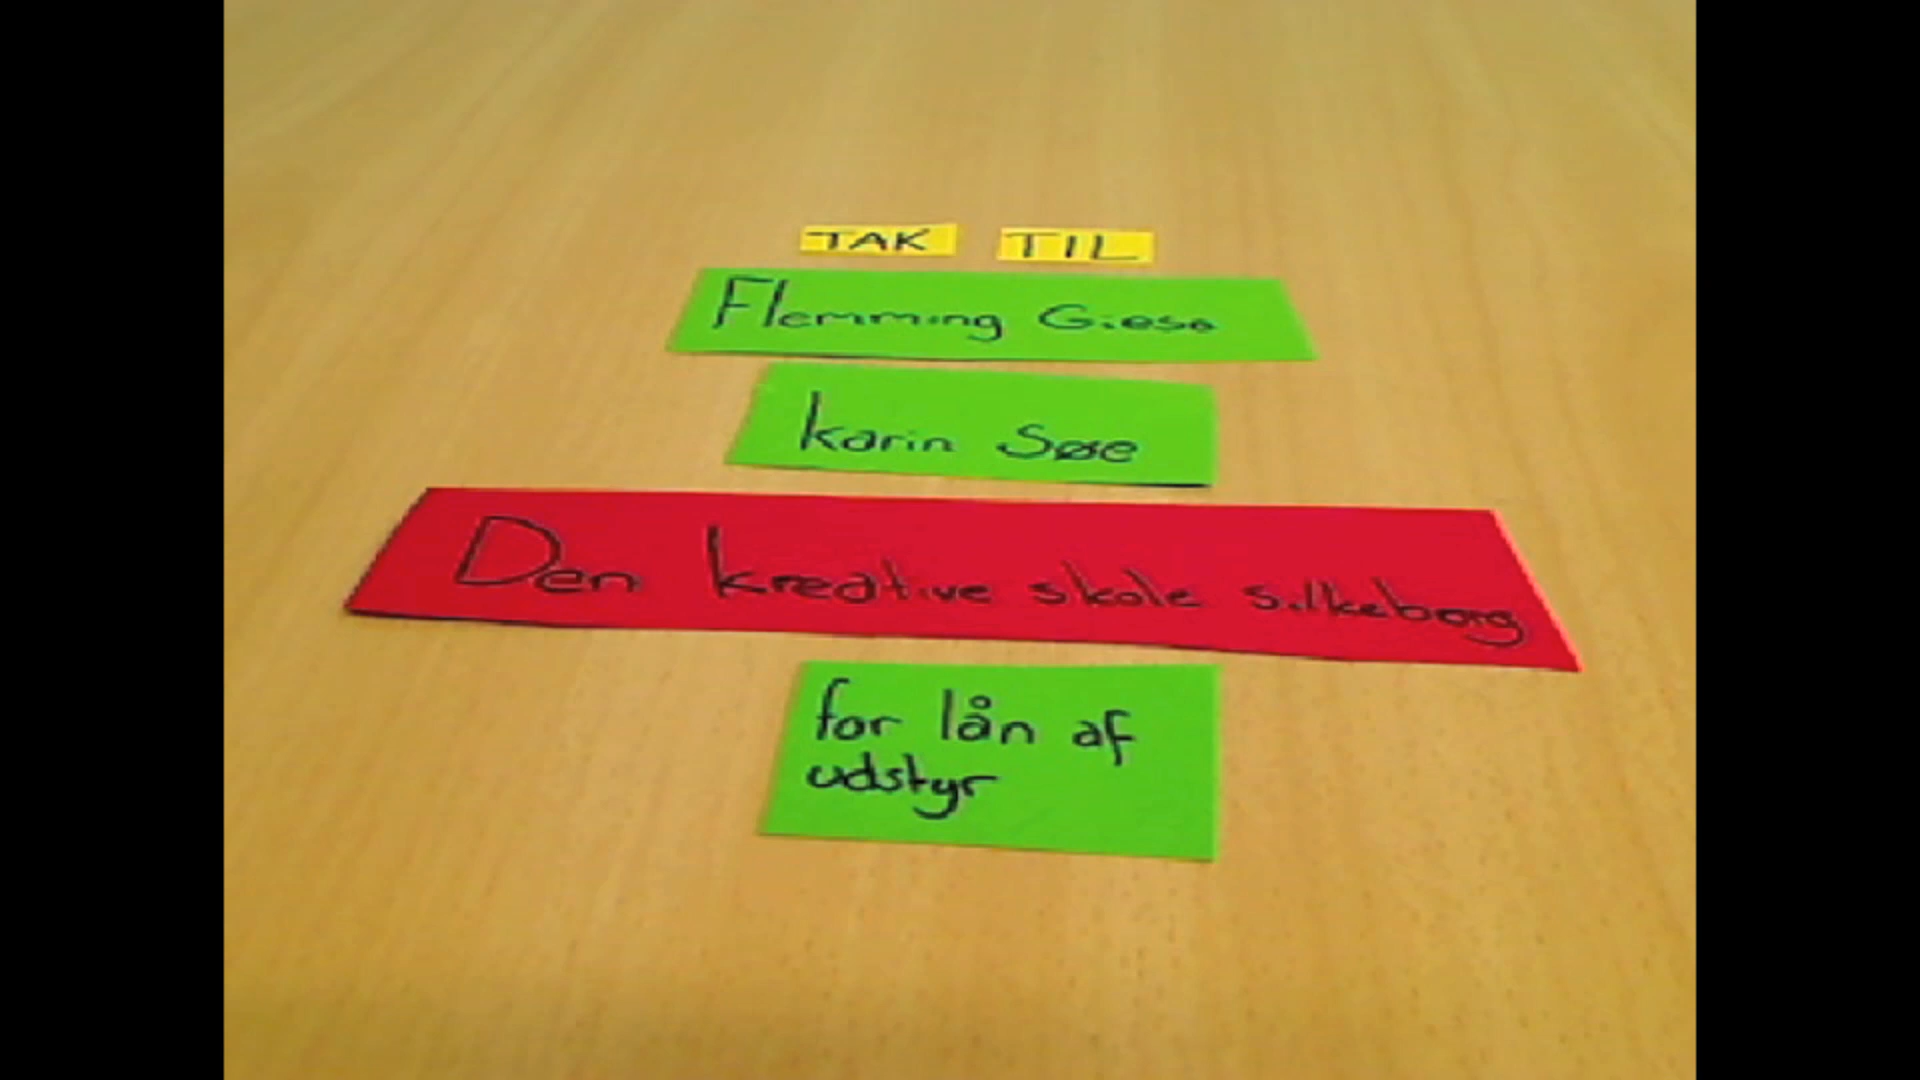 TAK TIL
Flemming Giese
karin Søe
Den kreative skole silkeborg
for lån af
udstyr